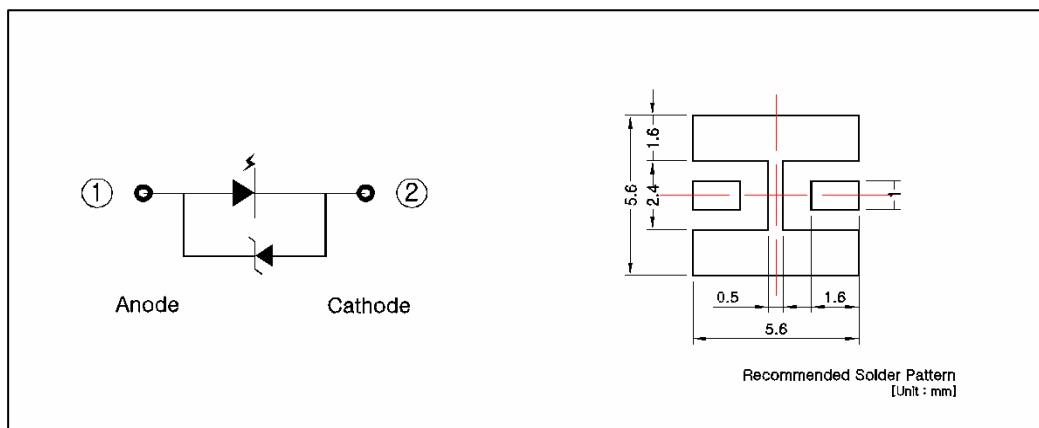 ① ②
Anode Cathode
1.6
5.6
2.4
1
0.5 1.6
5.6
Recommended Solder Pattern
[Unit : mm]